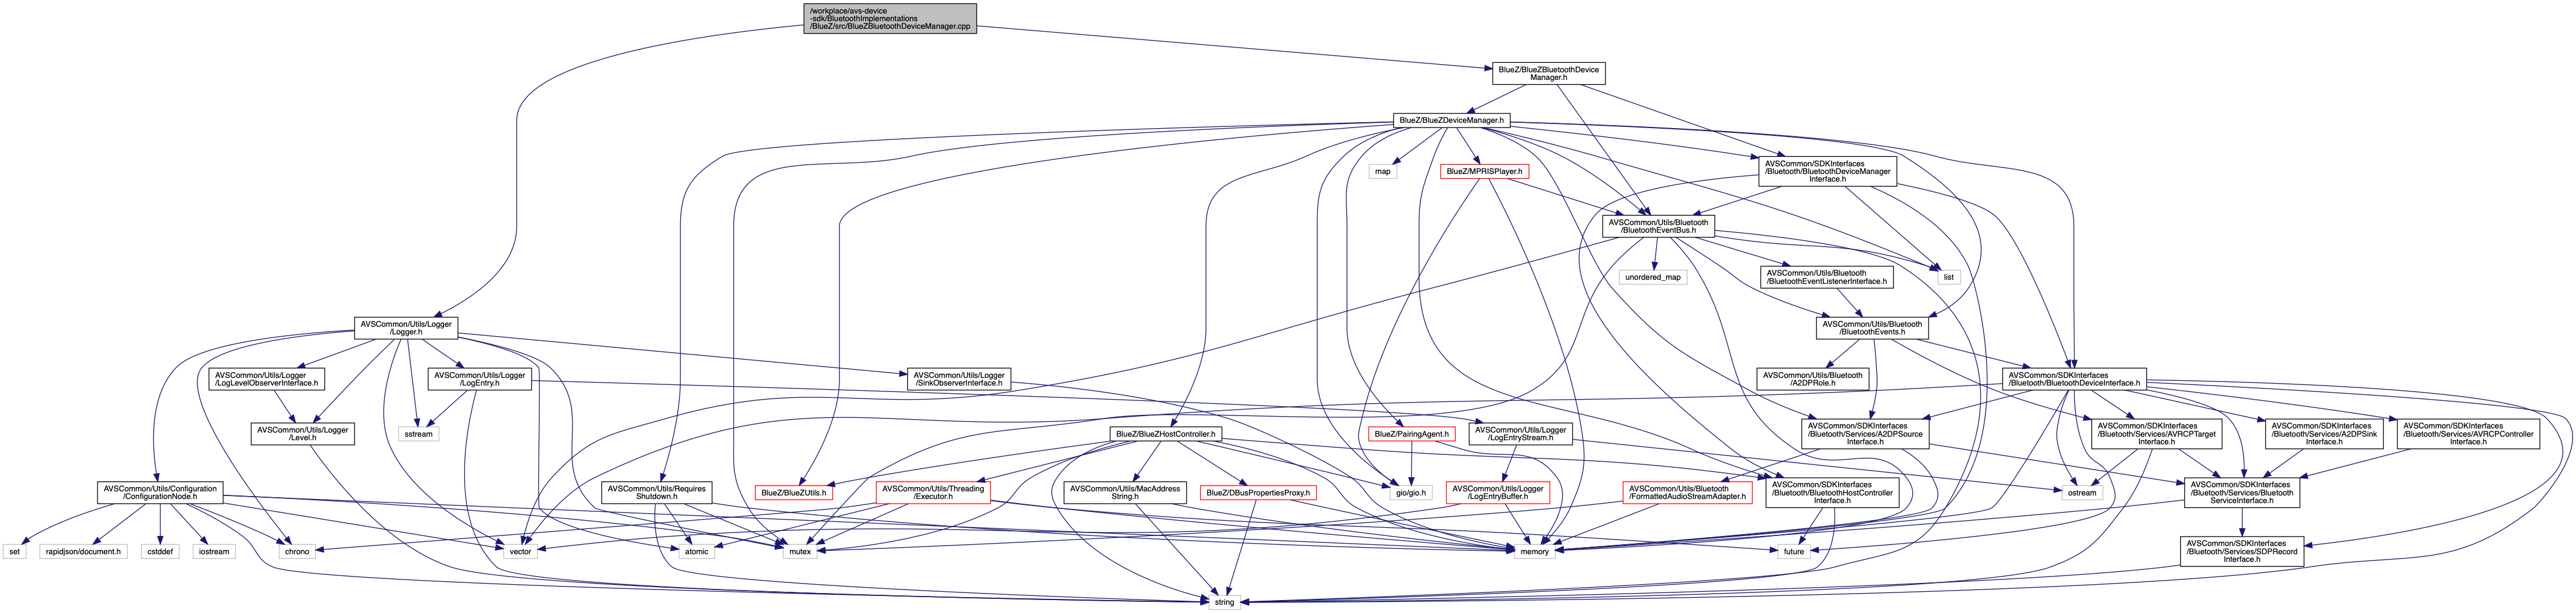 /workplace/avs-device
-sdk/BluetoothImplementations
/BlueZ/src/BlueZBluetoothDeviceManager.cpp
BlueZ/BlueZBluetoothDevice
Manager.h
BlueZ/BlueZDeviceManager.h
map
BlueZ/MPRISPlayer.h
AVSCommon/SDKInterfaces
/Bluetooth/BluetoothDeviceManager
Interface.h
AVSCommon/Utils/Bluetooth
/BluetoothEventBus.h
unordered_map
AVSCommon/Utils/Bluetooth
/BluetoothEventListenerInterface.h
list
AVSCommon/Utils/Logger
/Logger.h
AVSCommon/Utils/Bluetooth
/BluetoothEvents.h
AVSCommon/Utils/Logger
/LogLevelObserverInterface.h
AVSCommon/Utils/Logger
/LogEntry.h
AVSCommon/Utils/Logger
/SinkObserverInterface.h
AVSCommon/Utils/Bluetooth
/A2DPRole.h
AVSCommon/SDKInterfaces
/Bluetooth/BluetoothDeviceInterface.h
AVSCommon/Utils/Logger
/Level.h
sstream
BlueZ/BlueZHostController.h
BlueZ/PairingAgent.h
AVSCommon/Utils/Logger
/LogEntryStream.h
AVSCommon/SDKInterfaces
/Bluetooth/Services/A2DPSource
Interface.h
AVSCommon/SDKInterfaces
/Bluetooth/Services/AVRCPTarget
Interface.h
AVSCommon/SDKInterfaces
/Bluetooth/Services/A2DPSink
Interface.h
AVSCommon/SDKInterfaces
/Bluetooth/Services/AVRCPController
Interface.h
AVSCommon/Utils/Configuration
/ConfigurationNode.h
AVSCommon/Utils/Requires
Shutdown.h
BlueZ/BlueZUtils.h
AVSCommon/Utils/Threading
/Executor.h
AVSCommon/Utils/MacAddress
String.h
BlueZ/DBusPropertiesProxy.h
gio/gio.h
AVSCommon/Utils/Logger
/LogEntryBuffer.h
AVSCommon/Utils/Bluetooth
/FormattedAudioStreamAdapter.h
AVSCommon/SDKInterfaces
/Bluetooth/BluetoothHostController
Interface.h
ostream
AVSCommon/SDKInterfaces
/Bluetooth/Services/Bluetooth
ServiceInterface.h
set
rapidjson/document.h
cstddef
iostream
chrono
vector
atomic
mutex
memory
future
AVSCommon/SDKInterfaces
/Bluetooth/Services/SDPRecord
Interface.h
string